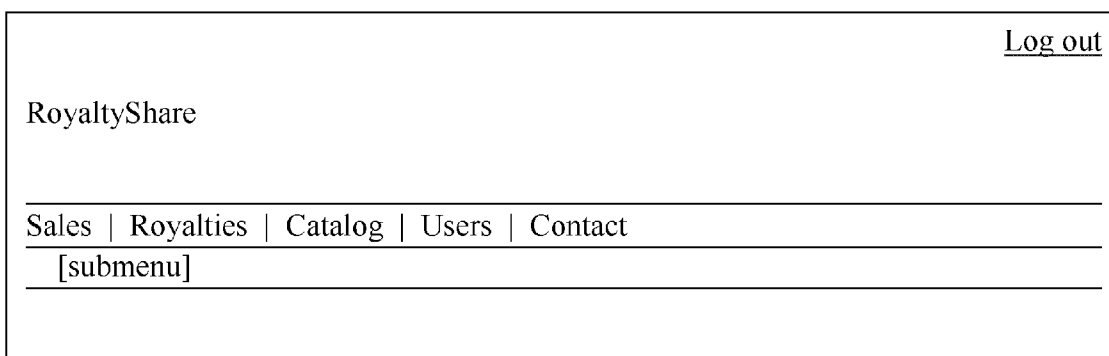 Log out
RoyaltyShare
Sales | Royalties | Catalog | Users | Contact
[submenu]